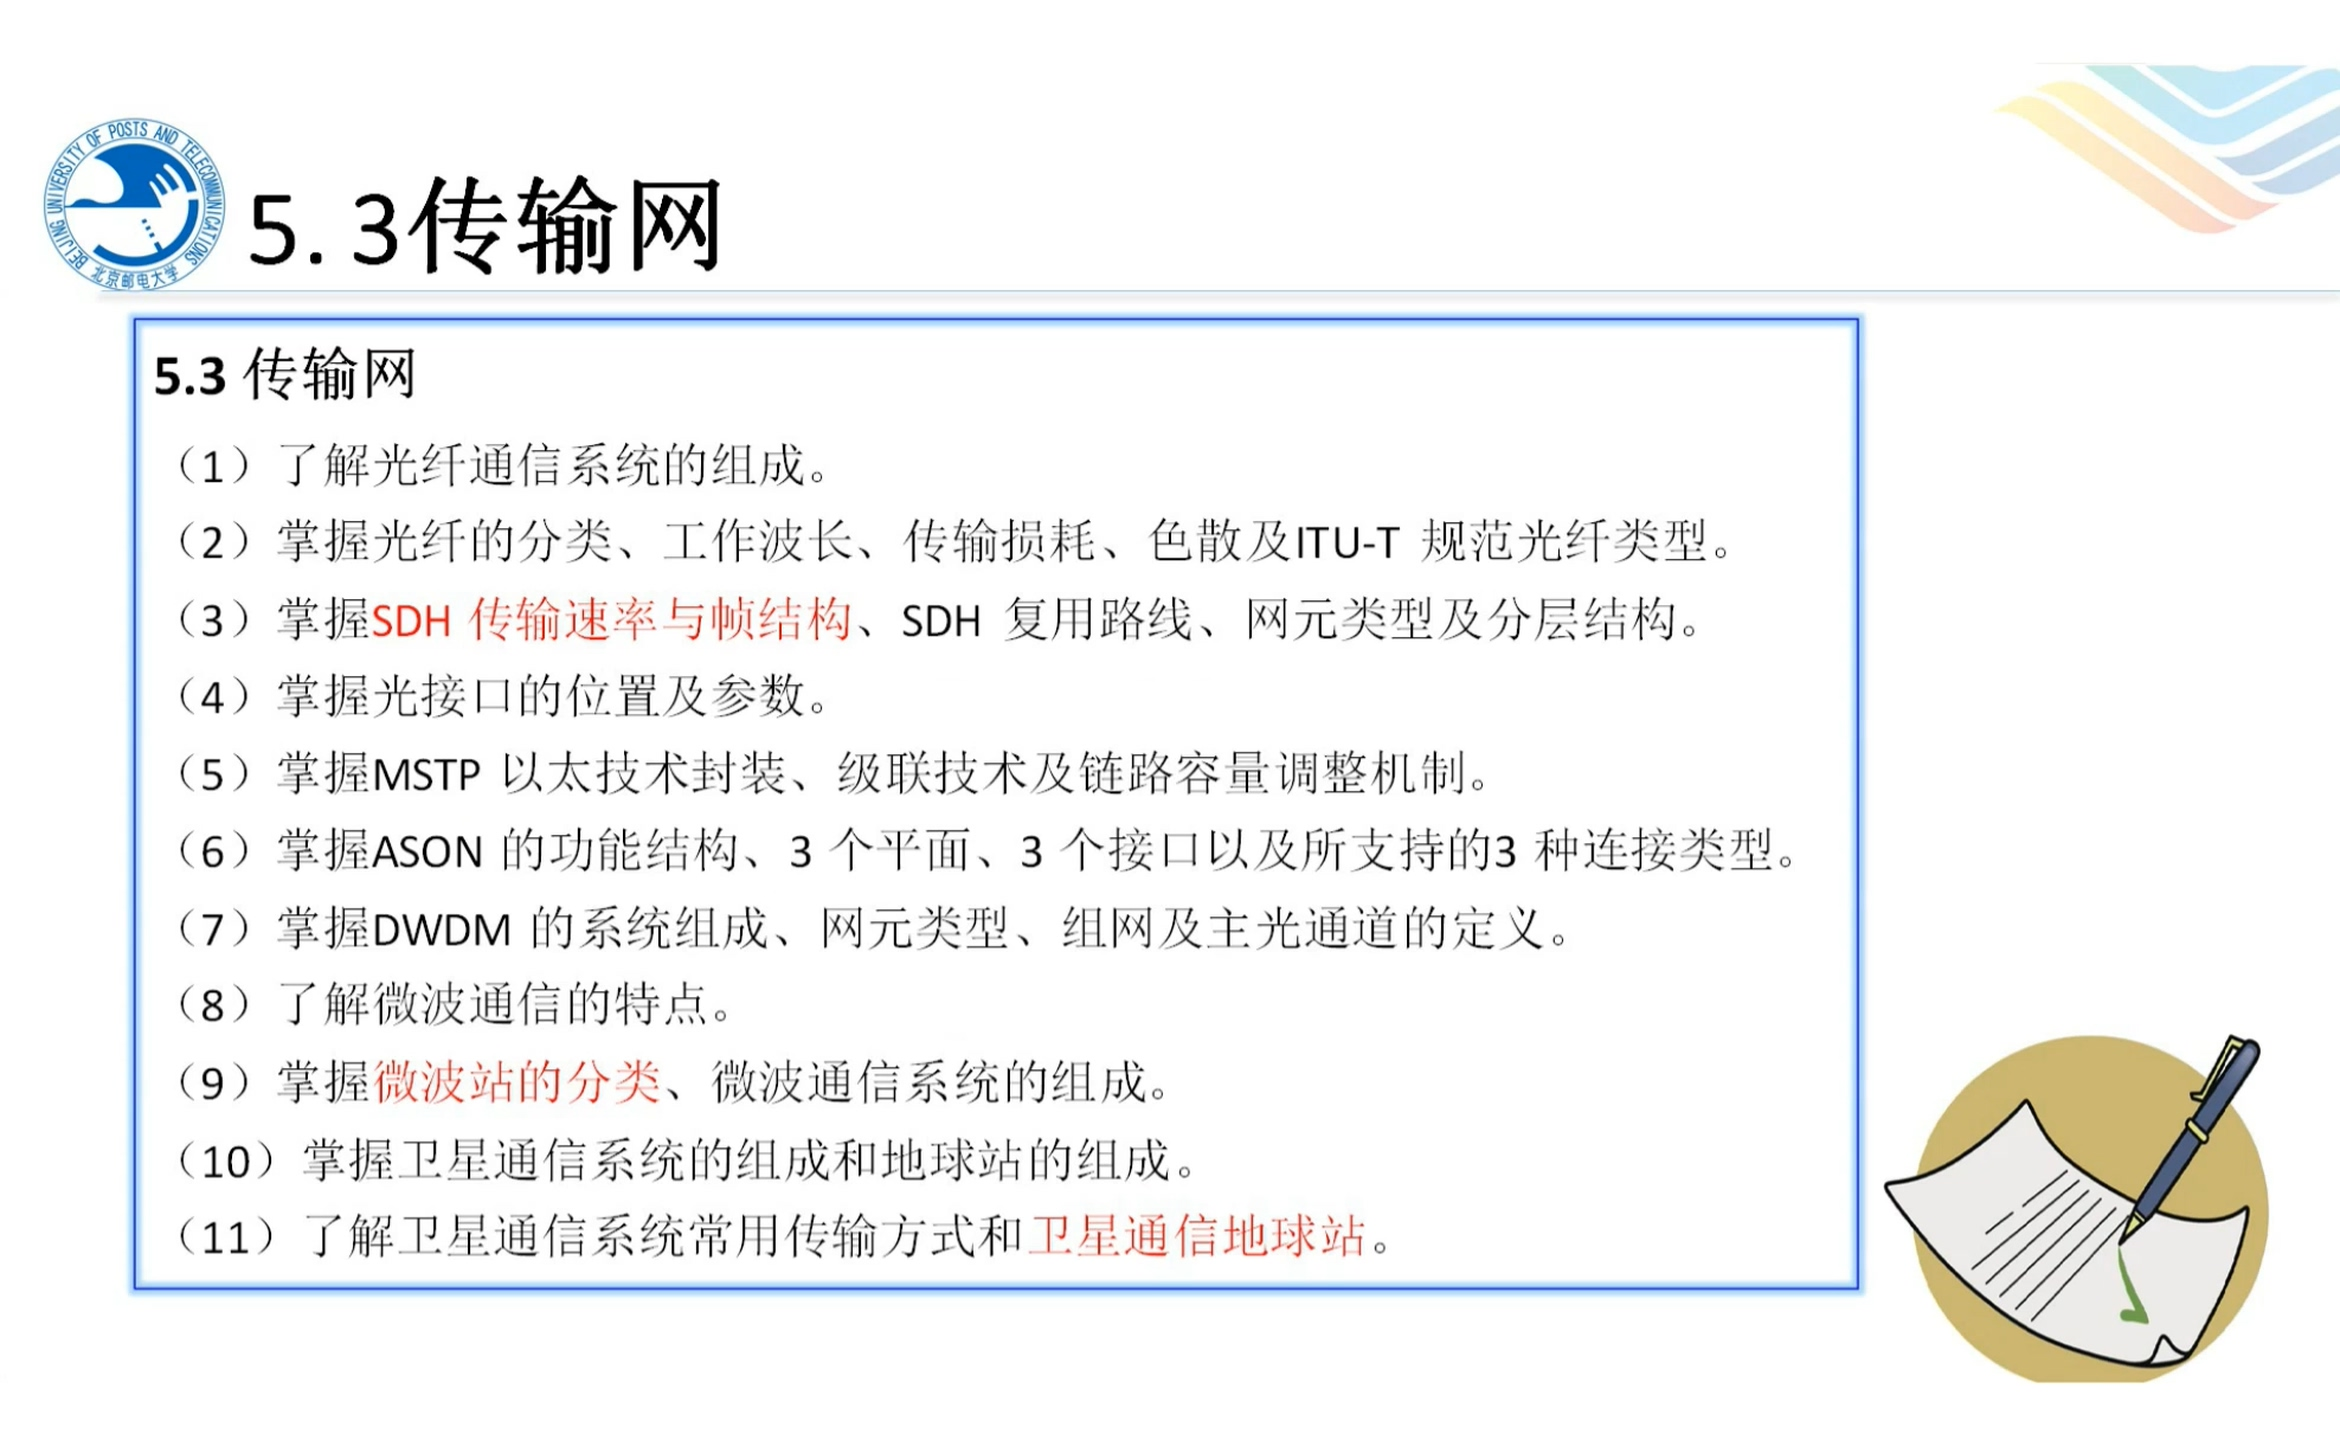 BEIJING UNIVERSITY OF POSTS AND TELECOMMUNICATIONS
北京邮电大学
5.3传输网
5.3 传输网
（1）了解光纤通信系统的组成。
（2）掌握光纤的分类、工作波长、传输损耗、色散及ITU-T 规范光纤类型。
（3）掌握SDH 传输速率与帧结构、SDH 复用路线、网元类型及分层结构。
（4）掌握光接口的位置及参数。
（5）掌握MSTP 以太技术封装、级联技术及链路容量调整机制。
（6）掌握ASON 的功能结构、3 个平面、3 个接口以及所支持的3 种连接类型。
（7）掌握DWDM 的系统组成、网元类型、组网及主光通道的定义。
（8）了解微波通信的特点。
（9）掌握微波站的分类、微波通信系统的组成。
（10）掌握卫星通信系统的组成和地球站的组成。
（11）了解卫星通信系统常用传输方式和卫星通信地球站。